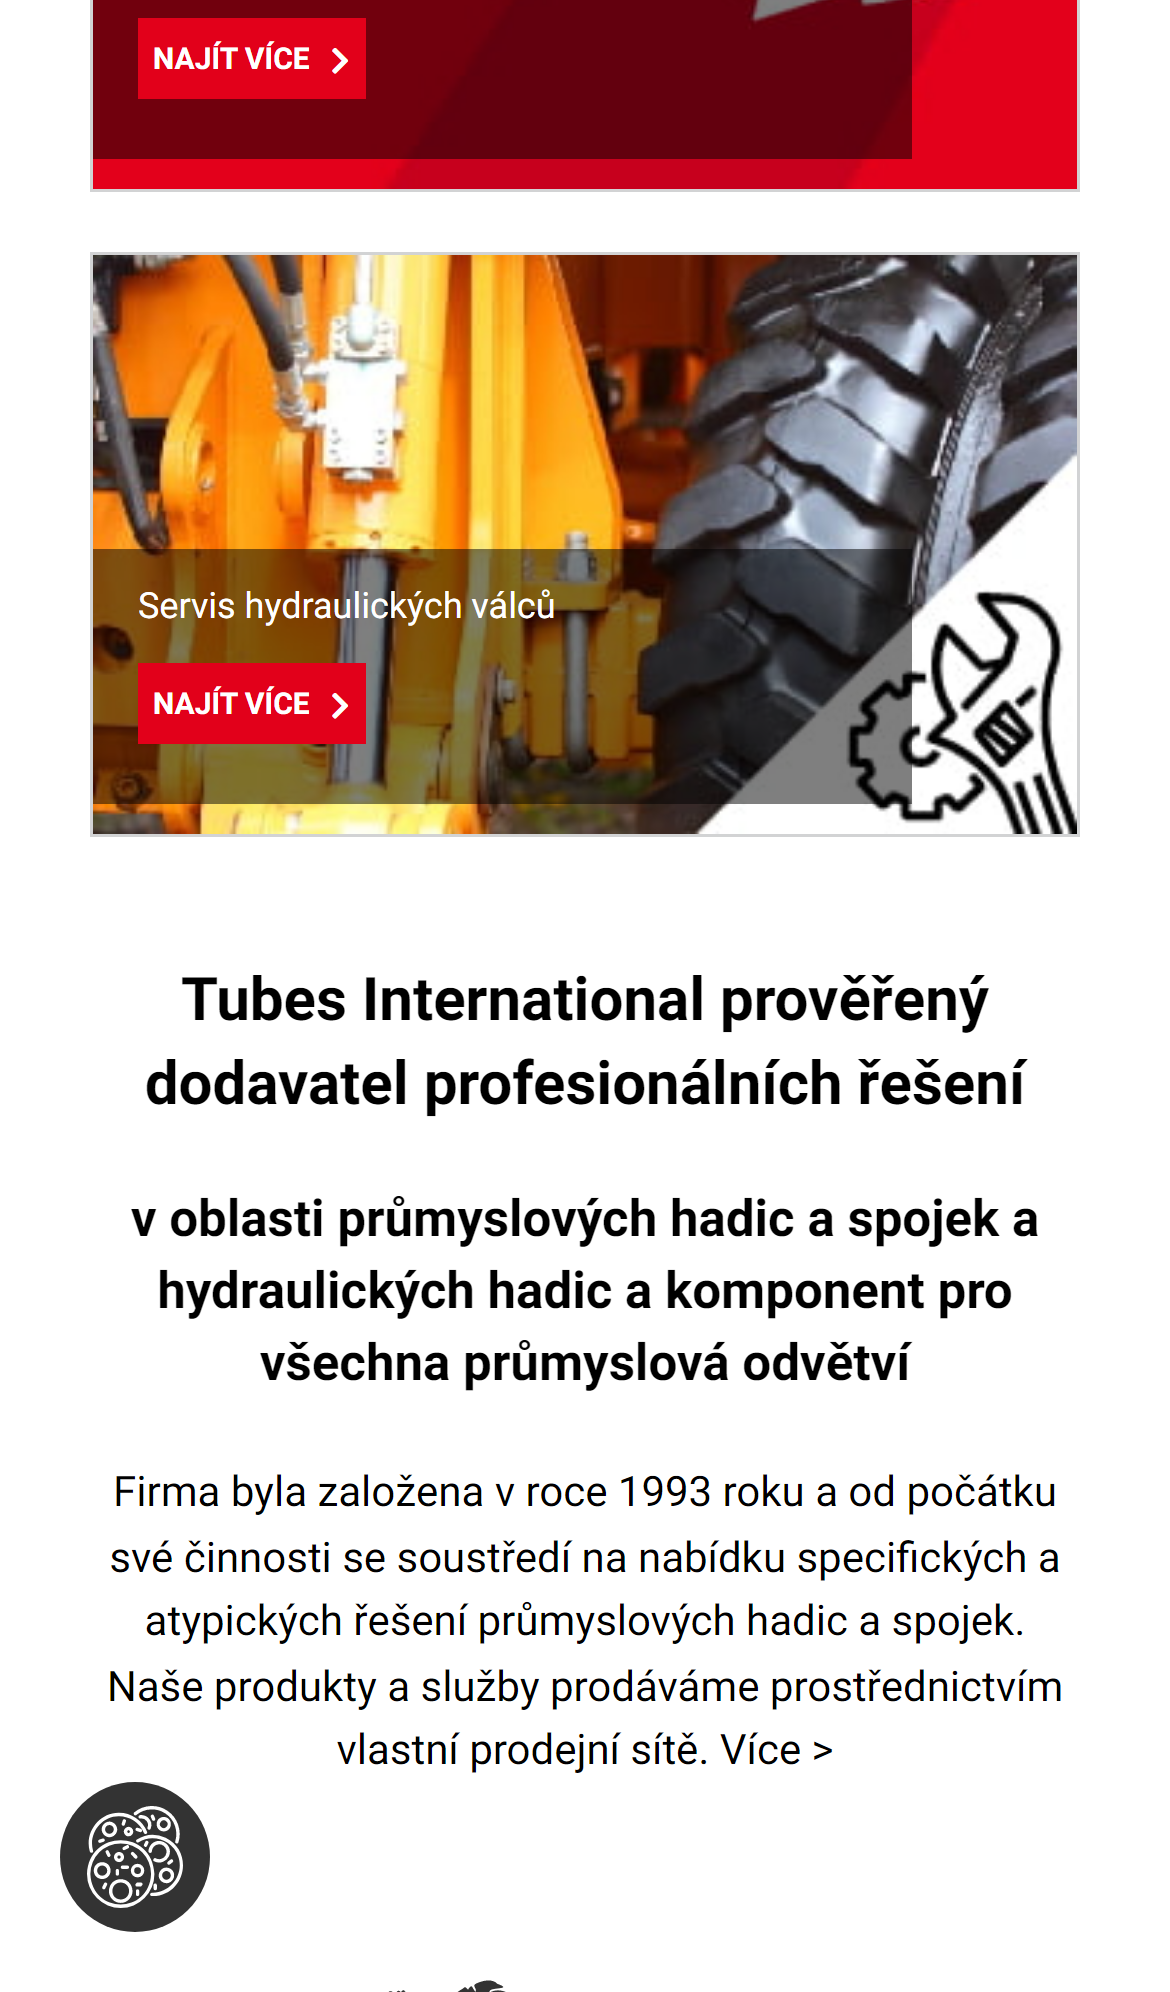 NAJÍT VÍCE
Servis hydraulických válců
NAJÍT VÍCE
Tubes International prověřený
dodavatel profesionálních řešení
v oblasti průmyslových hadic a spojek a
hydraulických hadic a komponent pro
všechna průmyslová odvětví
Firma byla založena v roce 1993 roku a od počátku
své činnosti se soustředí na nabídku specifických a
atypických řešení průmyslových hadic a spojek.
Naše produkty a služby prodáváme prostřednictvím
vlastní prodejní sítě. Více >